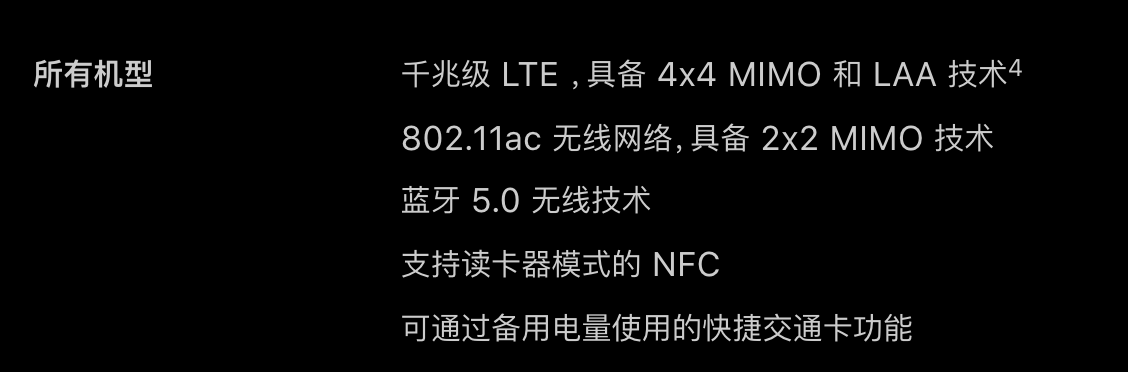 所有机型
千兆级 LTE ，具备 4x4 MIMO 和 LAA 技术4
802.11ac 无线网络，具备 2x2 MIMO 技术
蓝牙 5.0 无线技术
支持读卡器模式的 NFC
可通过备用电量使用的快捷交通卡功能